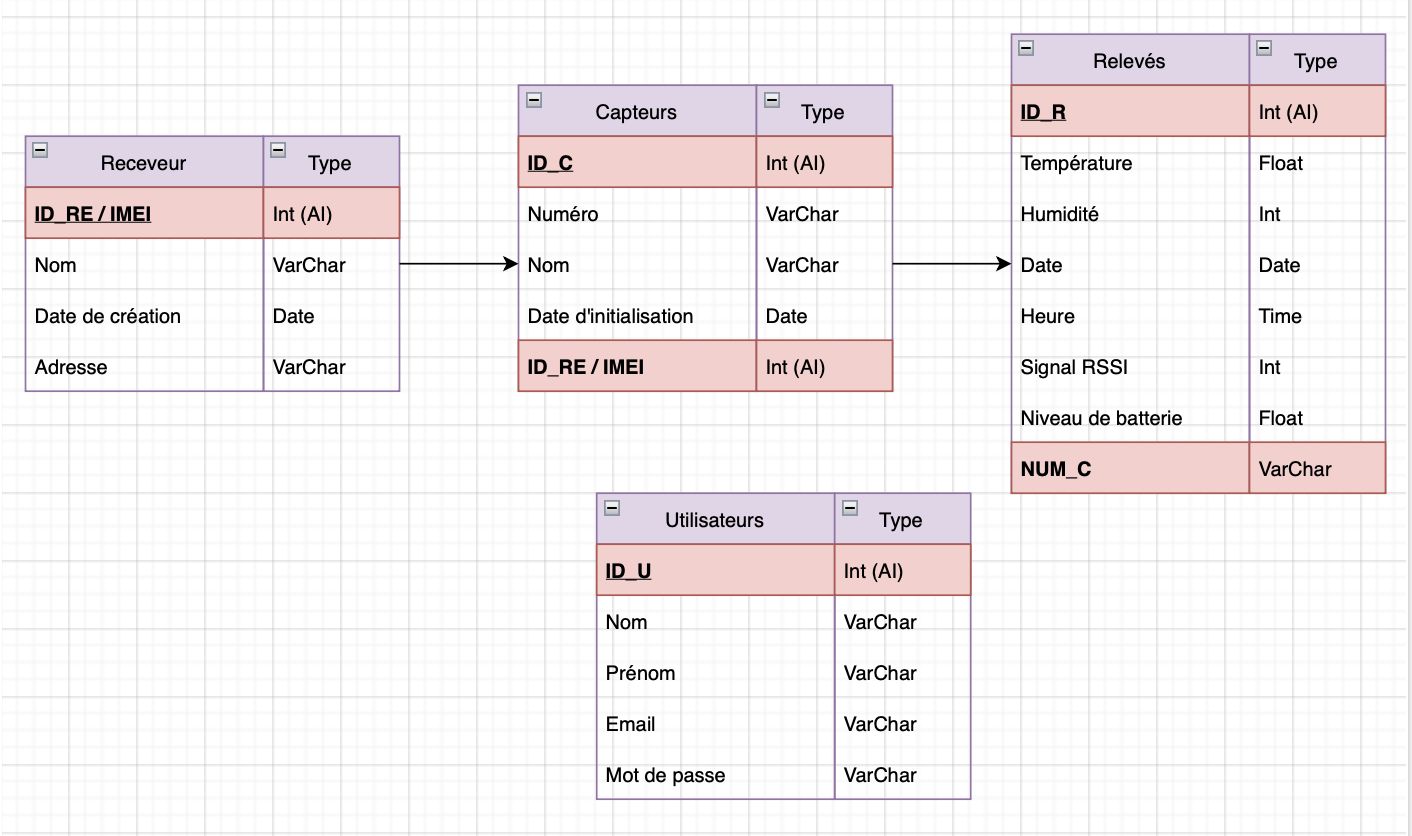 Receveur Type
ID_RE / IMEI Int (AI)
Nom VarChar
Date de création Date
Adresse VarChar
Capteurs Type
ID_C Int (AI)
Numéro VarChar
Nom VarChar
Date d'initialisation Date
ID_RE / IMEI Int (AI)
Relevés Type
ID_R Int (AI)
Température Float
Humidité Int
Date Date
Heure Time
Signal RSSI Int
Niveau de batterie Float
NUM_C VarChar
Utilisateurs Type
ID_U Int (AI)
Nom VarChar
Prénom VarChar
Email VarChar
Mot de passe VarChar